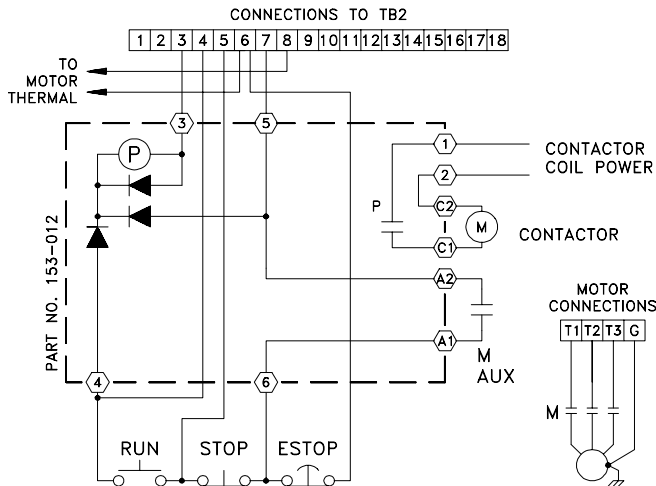 CONNECTIONS TO TB2
1 2 3 4 5 6 7 8 9 10 11 12 13 14 15 16 17 18
TO
MOTOR
THERMAL
3
5
P
PART NO. 153-012
4
6
P
1
2
C2
C1
A2
A1
CONTACTOR
COIL POWER
M
CONTACTOR
M
AUX
MOTOR
CONNECTIONS
T1 T2 T3 G
M
RUN
STOP
ESTOP